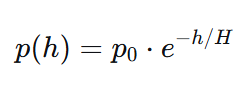 p(h) = p₀ · e^{-h/H}